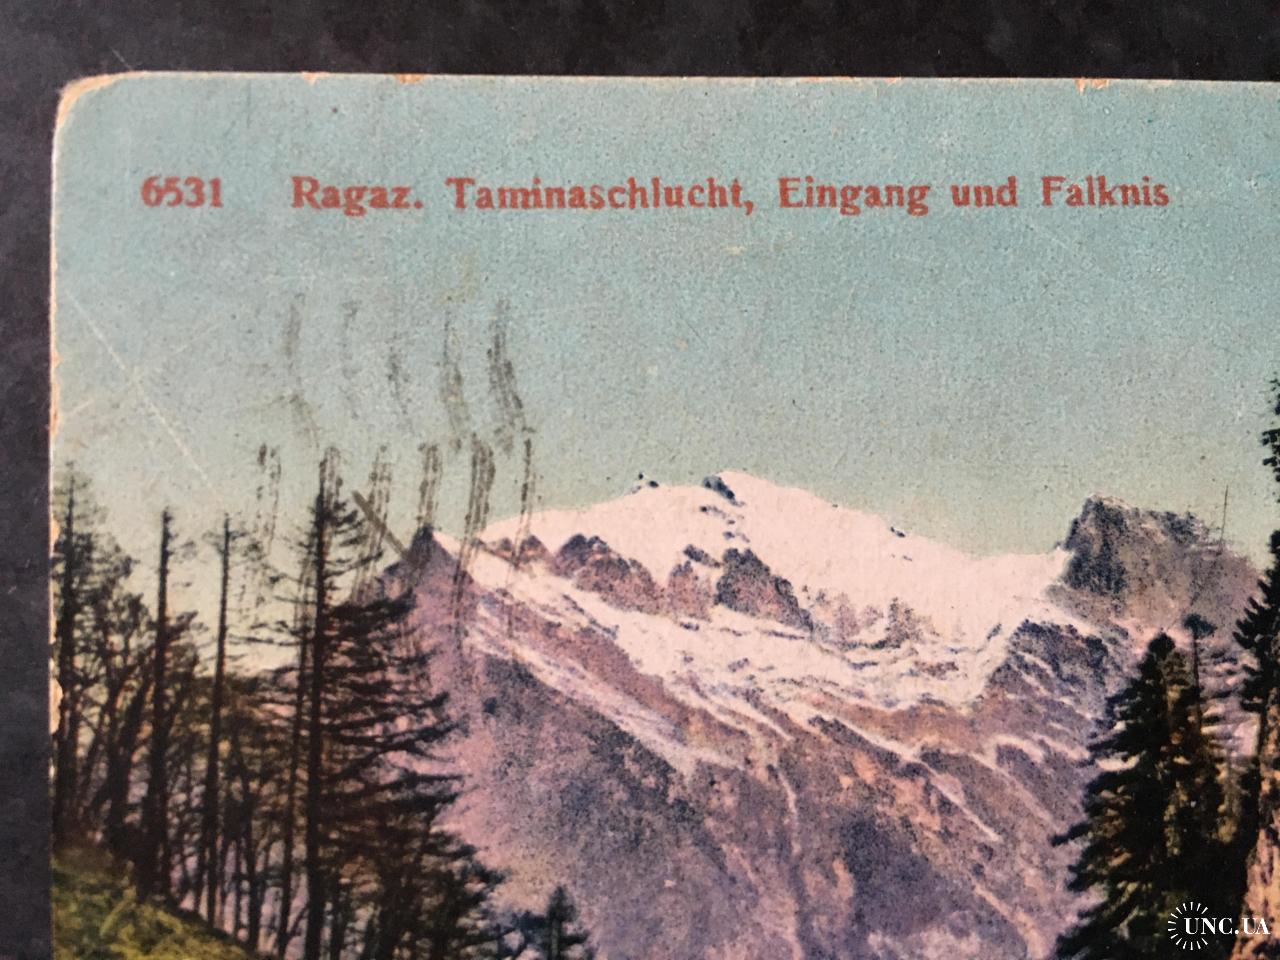 6531 Ragaz. Taminaschlucht, Eingang und Falknis
UNC.UA